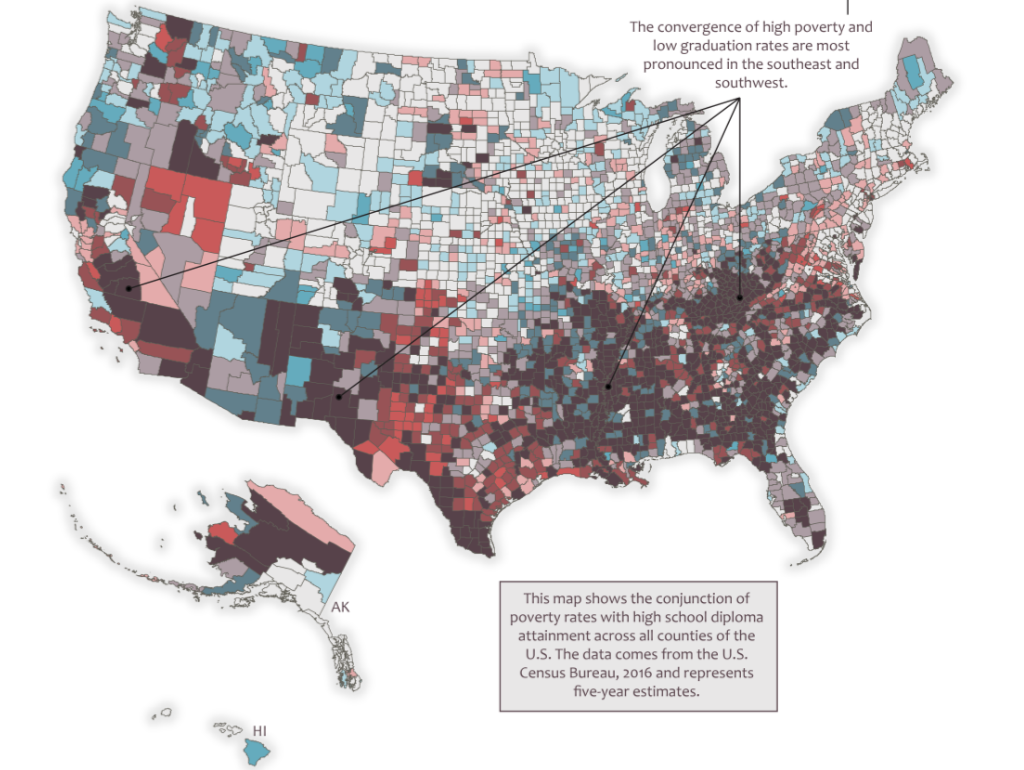 The convergence of high poverty and
low graduation rates are most
pronounced in the southeast and
southwest.
AK
This map shows the conjunction of
poverty rates with high school diploma
attainment across all counties of the
U.S. The data comes from the U.S.
Census Bureau, 2016 and represents
five-year estimates.
HI